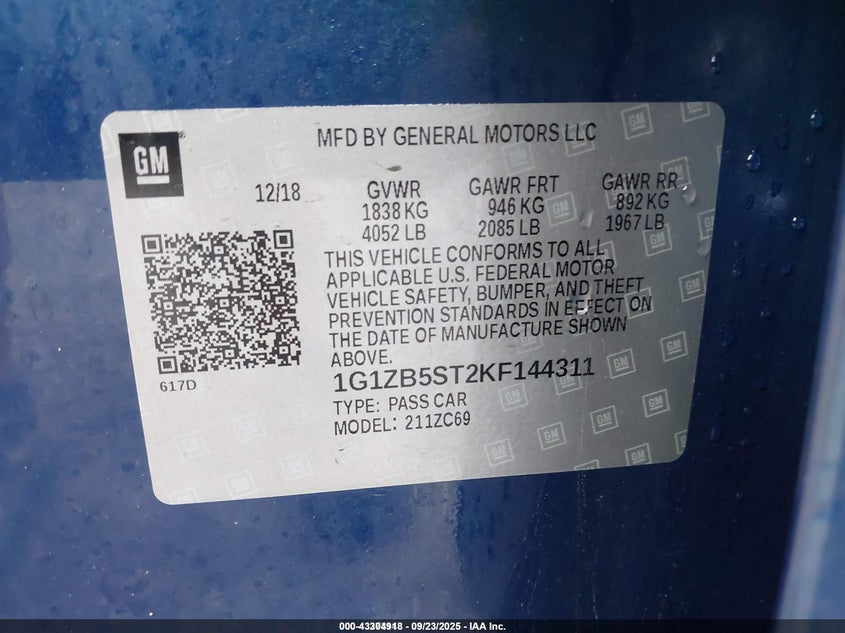 GM
MFD BY GENERAL MOTORS LLC
12/18
GVWR
1838 KG
4052 LB
GAWR FRT
946 KG
2085 LB
GAWR RR
892 KG
1967 LB
THIS VEHICLE CONFORMS TO ALL
APPLICABLE U.S. FEDERAL MOTOR
VEHICLE SAFETY, BUMPER, AND THEFT
PREVENTION STANDARDS IN EFFECT ON
THE DATE OF MANUFACTURE SHOWN
ABOVE.
617D
1G1ZB5ST2KF144311
TYPE: PASS CAR
MODEL: 211ZC69
000-43304918 - 09/23/2025 - IAA Inc.